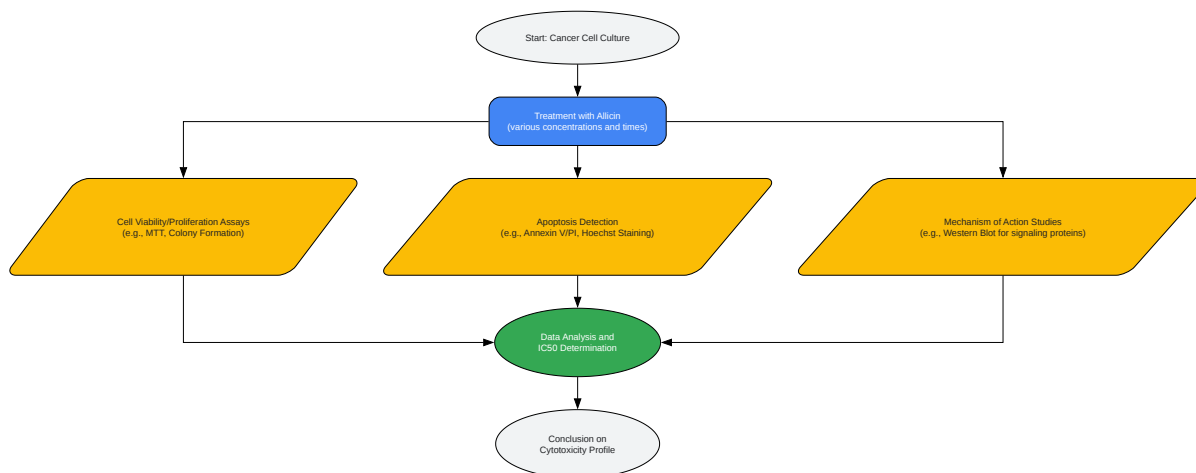 Start: Cancer Cell Culture
Treatment with Allicin
(various concentrations and times)
Cell Viability/Proliferation Assays
(e.g., MTT, Colony Formation)
Apoptosis Detection
(e.g., Annexin V/PI, Hoechst Staining)
Mechanism of Action Studies
(e.g., Western Blot for signaling proteins)
Data Analysis and
IC50 Determination
Conclusion on
Cytotoxicity Profile